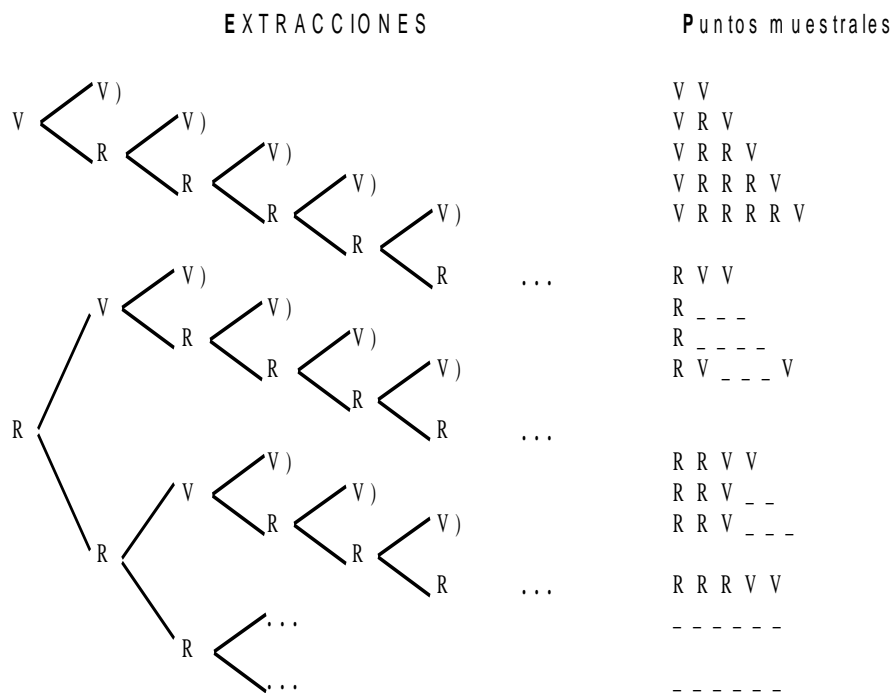 EXTRACCIONES Puntos muestrales
V) V V
V V) V R V
R V) V R R V
R V) V R R R V
R V) V R R R R V
R
V) R ... R V V
V V) R _ _ _
R V) R _ _ _ _
R V) R V _ _ _ V
R
R R ...
V) R R V V
V V) R R V _ _
R V) R R V _ _ _
R R
R ... R R R V V
... _ _ _ _ _ _
R
... _ _ _ _ _ _